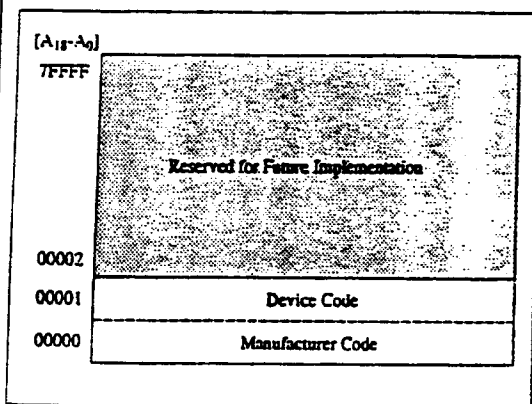 [A18-A0]
7FFFF
Reserved for Future Implementation
00002
00001 Device Code
00000 Manufacturer Code